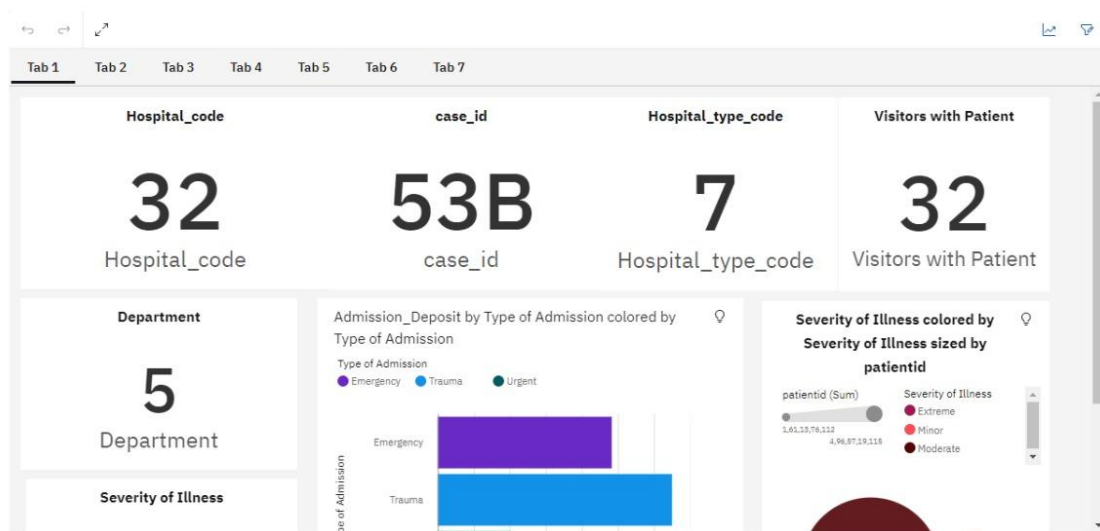 Tab 1 Tab 2 Tab 3 Tab 4 Tab 5 Tab 6 Tab 7
Hospital_code
32
Hospital_code
case_id
53B
case_id
Hospital_type_code
7
Hospital_type_code
Visitors with Patient
32
Visitors with Patient
Department
5
Department
Severity of Illness
Admission_Deposit by Type of Admission colored by
Type of Admission
Type of Admission
Emergency Trauma Urgent
Emergency
Trauma
of Admission
Severity of Illness colored by
Severity of Illness sized by
patientid
patientid (Sum)
1,61,13,76,112
4,96,97,19,118
Severity of Illness
Extreme
Minor
Moderate